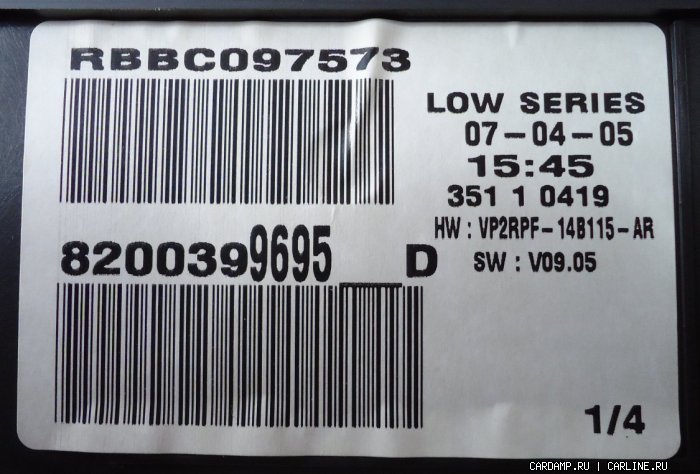 RBBC097573
LOW SERIES
07-04-05
15:45
351 1 0419
HW : VP2RPF-14B115-AR
SW : V09.05
8200399695__D
1/4
CARDAMP.RU | CARLINE.RU